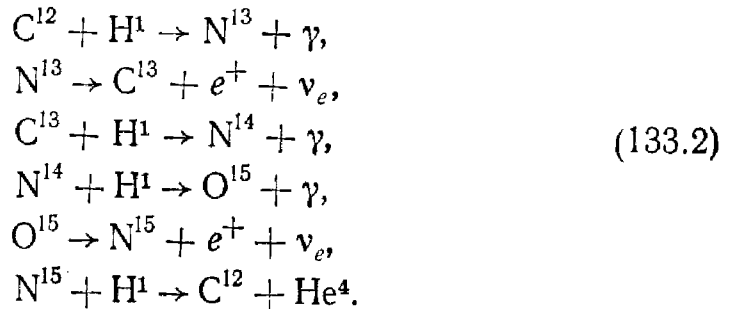 C¹² + H¹ → N¹³ + γ,
N¹³ → C¹³ + e⁺ + νₑ,
C¹³ + H¹ → N¹⁴ + γ,
(133.2)
N¹⁴ + H¹ → O¹⁵ + γ,
O¹⁵ → N¹⁵ + e⁺ + νₑ,
N¹⁵ + H¹ → C¹² + He⁴.